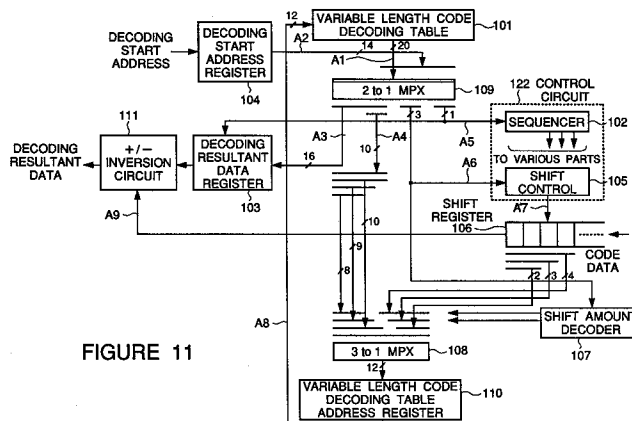 12
VARIABLE LENGTH CODE
DECODING TABLE
101
DECODING
START
ADDRESS
DECODING
START
ADDRESS
REGISTER
104
A2
14
20
A1
2 to 1 MPX
109
3
1
122 CONTROL
CIRCUIT
SEQUENCER
102
TO VARIOUS PARTS
SHIFT
CONTROL
105
A5
A6
A7
111
+/-
INVERSION
CIRCUIT
DECODING
RESULTANT
DATA
A9
DECODING
RESULTANT
DATA
REGISTER
103
16
A3
A4
10
SHIFT
REGISTER
106
CODE
DATA
10
9
8
2
3
4
A8
SHIFT AMOUNT
DECODER
107
FIGURE 11
3 to 1 MPX
108
12
VARIABLE LENGTH CODE
DECODING TABLE
ADDRESS REGISTER
110